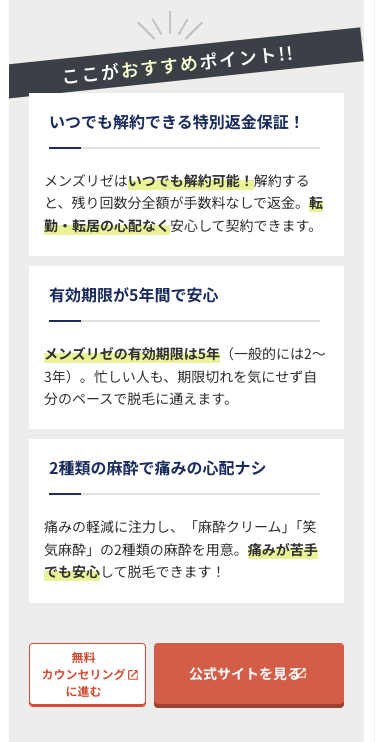 ここがおすすめポイント!!
いつでも解約できる特別返金保証！
メンズリゼはいつでも解約可能！解約する
と、残り回数分全額が手数料なしで返金。転
勤・転居の心配なく安心して契約できます。
有効期限が5年間で安心
メンズリゼの有効期限は5年（一般的には2〜
3年）。忙しい人も、期限切れを気にせず自
分のペースで脱毛に通えます。
2種類の麻酔で痛みの心配ナシ
痛みの軽減に注力し、「麻酔クリーム」「笑
気麻酔」の2種類の麻酔を用意。痛みが苦手
でも安心して脱毛できます！
無料
カウンセリング
に進む
公式サイトを見る